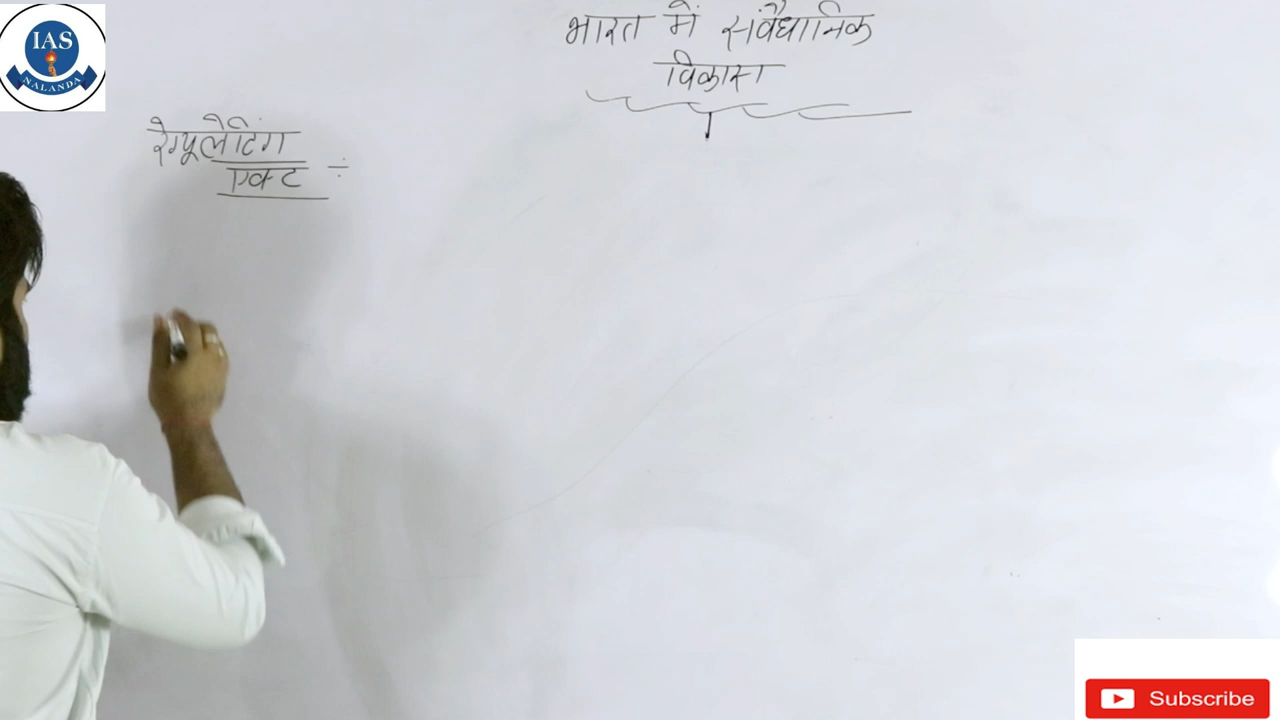 IAS
NALANDA
भारत में संवैधानिक
विकास
रेग्यूलेटिंग
एक्ट ÷
Subscribe